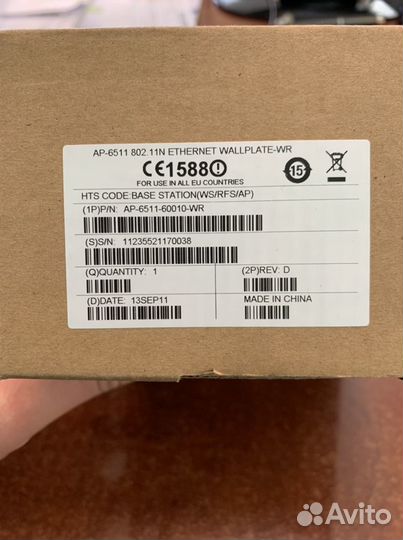 AP-6511 802.11N ETHERNET WALLPLATE-WR
CE1588!
FOR USE IN ALL EU COUNTRIES
15
HTS CODE BASE STATION(WS/RFS/AP)
(1P)P/N: AP-6511-60010-WR
(S)S/N: 11235521170038
(Q)QUANTITY: 1
(2P)REV: D
(D)DATE: 13SEP11
MADE IN CHINA
Avito